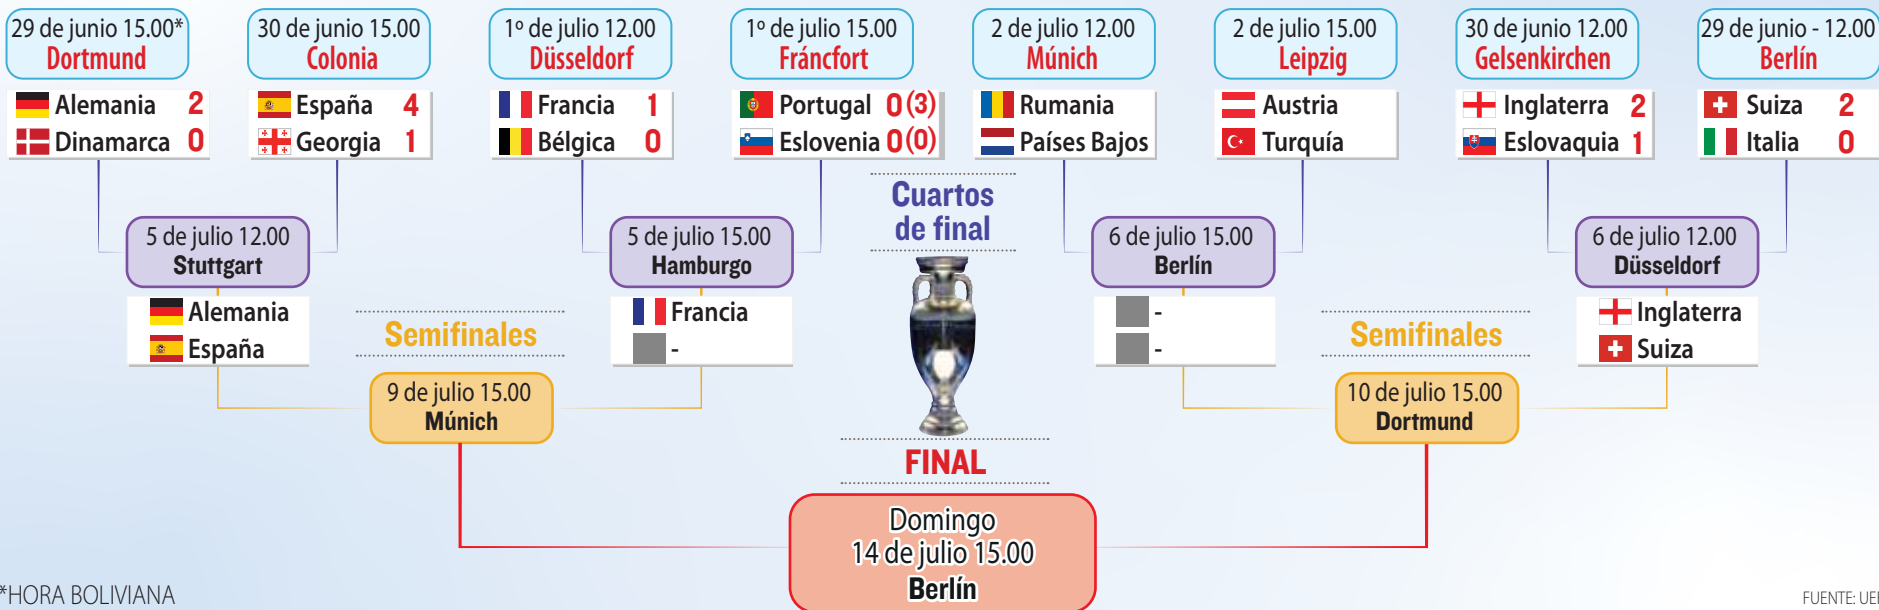 29 de junio 15.00*
Dortmund
Alemania 2
Dinamarca 0
30 de junio 15.00
Colonia
España 4
Georgia 1
1º de julio 12.00
Düsseldorf
Francia 1
Bélgica 0
1º de julio 15.00
Fráncfort
Portugal 0 (3)
Eslovenia 0 (0)
2 de julio 12.00
Múnich
Rumania
Países Bajos
2 de julio 15.00
Leipzig
Austria
Turquía
30 de junio 12.00
Gelsenkirchen
Inglaterra 2
Eslovaquia 1
29 de junio - 12.00
Berlín
Suiza 2
Italia 0
Cuartos
de final
5 de julio 12.00
Stuttgart
Alemania
España
5 de julio 15.00
Hamburgo
Francia
-
6 de julio 15.00
Berlín
-
-
6 de julio 12.00
Düsseldorf
Inglaterra
Suiza
Semifinales
9 de julio 15.00
Múnich
Semifinales
10 de julio 15.00
Dortmund
FINAL
Domingo
14 de julio 15.00
Berlín
*HORA BOLIVIANA
FUENTE: